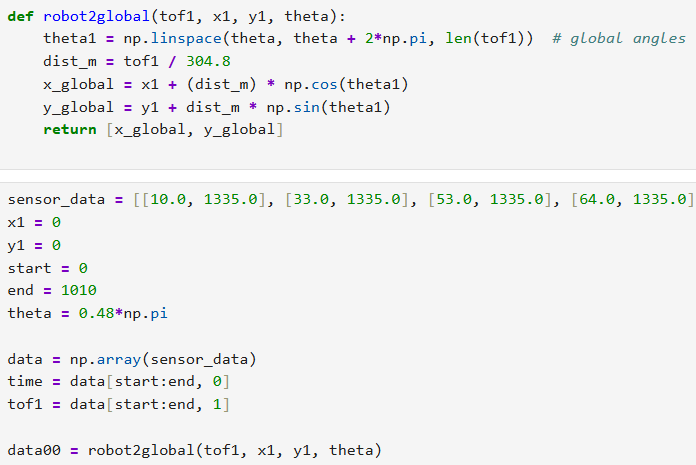 def robot2global(tof1, x1, y1, theta):
    theta1 = np.linspace(theta, theta + 2*np.pi, len(tof1))  # global angles
    dist_m = tof1 / 304.8
    x_global = x1 + (dist_m) * np.cos(theta1)
    y_global = y1 + dist_m * np.sin(theta1)
    return [x_global, y_global]
sensor_data = [[10.0, 1335.0], [33.0, 1335.0], [53.0, 1335.0], [64.0, 1335.0]
x1 = 0
y1 = 0
start = 0
end = 1010
theta = 0.48*np.pi
data = np.array(sensor_data)
time = data[start:end, 0]
tof1 = data[start:end, 1]
data00 = robot2global(tof1, x1, y1, theta)